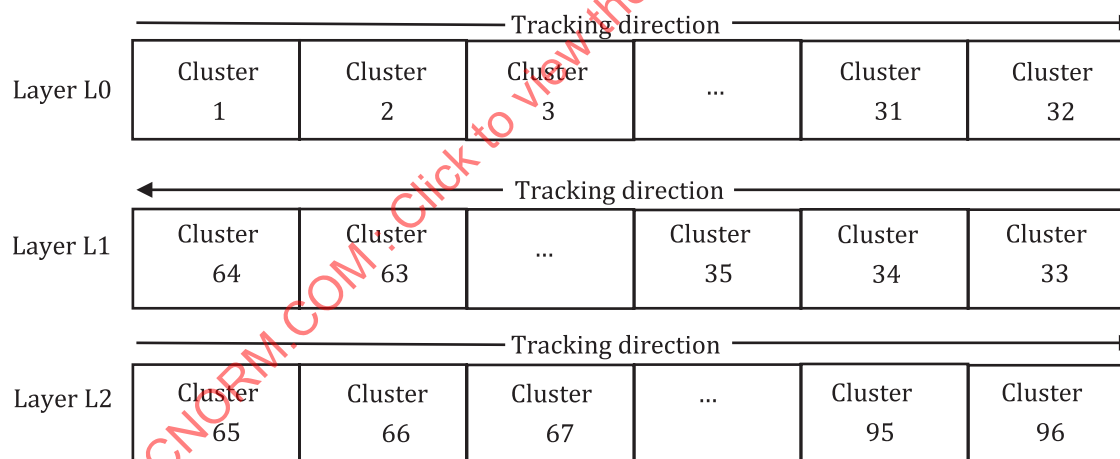 Tracking direction
Layer L0
Cluster 1
Cluster 2
Cluster 3
...
Cluster 31
Cluster 32
Tracking direction
Layer L1
Cluster 64
Cluster 63
...
Cluster 35
Cluster 34
Cluster 33
Tracking direction
Layer L2
Cluster 65
Cluster 66
Cluster 67
...
Cluster 95
Cluster 96
CNORM.COM : Click to view the